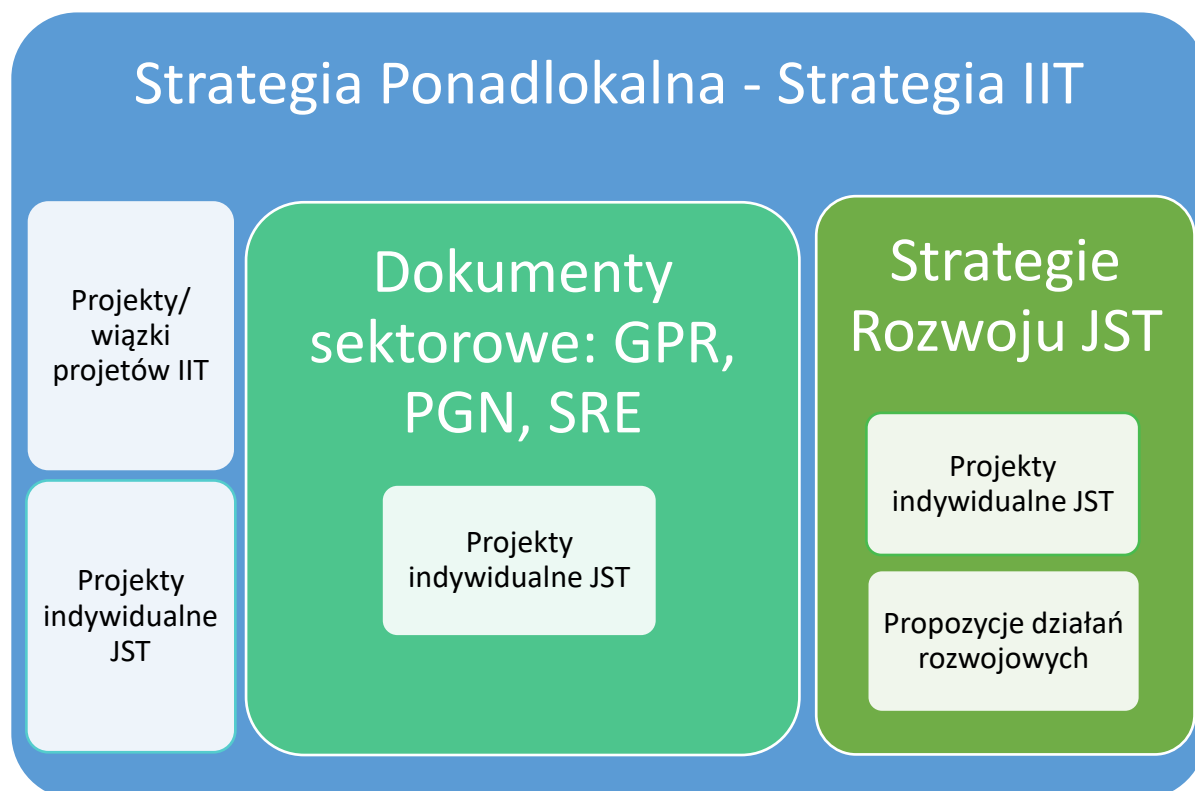 Strategia Ponadlokalna - Strategia IIT
Projekty/
wiązki
projetów IIT
Projekty
indywidualne
JST
Dokumenty
sektorowe: GPR,
PGN, SRE
Projekty
indywidualne JST
Strategie
Rozwoju JST
Projekty
indywidualne JST
Propozycje działań
rozwojowych